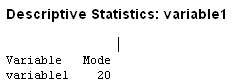 Descriptive Statistics: variable1
Variable Mode
variable1 20